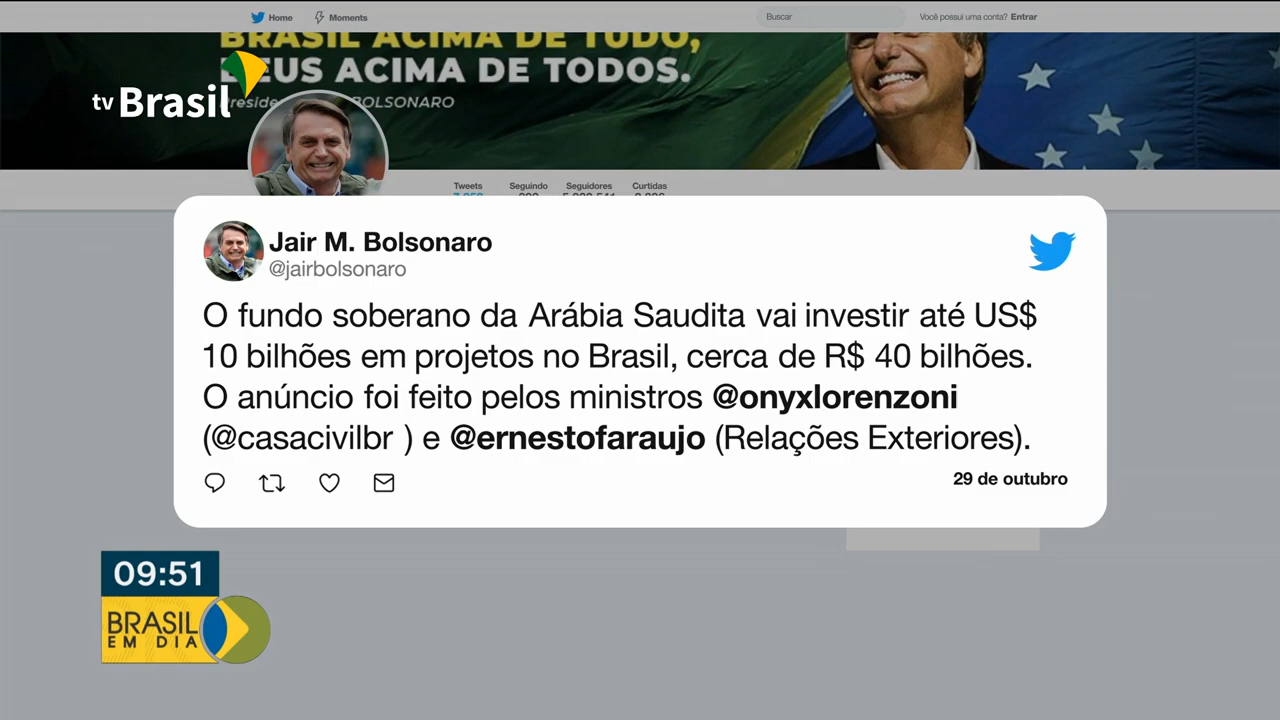 Home Moments Buscar Você possui uma conta? Entrar
BRASIL ACIMA DE TUDO,
DEUS ACIMA DE TODOS.
tv Brasil
BOLSONARO
Tweets Seguindo Seguidores Curtidas
Jair M. Bolsonaro
@jairbolsonaro
O fundo soberano da Arábia Saudita vai investir até US$
10 bilhões em projetos no Brasil, cerca de R$ 40 bilhões.
O anúncio foi feito pelos ministros @onyxlorenzoni
(@casacivilbr ) e @ernestofaraujo (Relações Exteriores).
29 de outubro
09:51
BRASIL
EM DIA